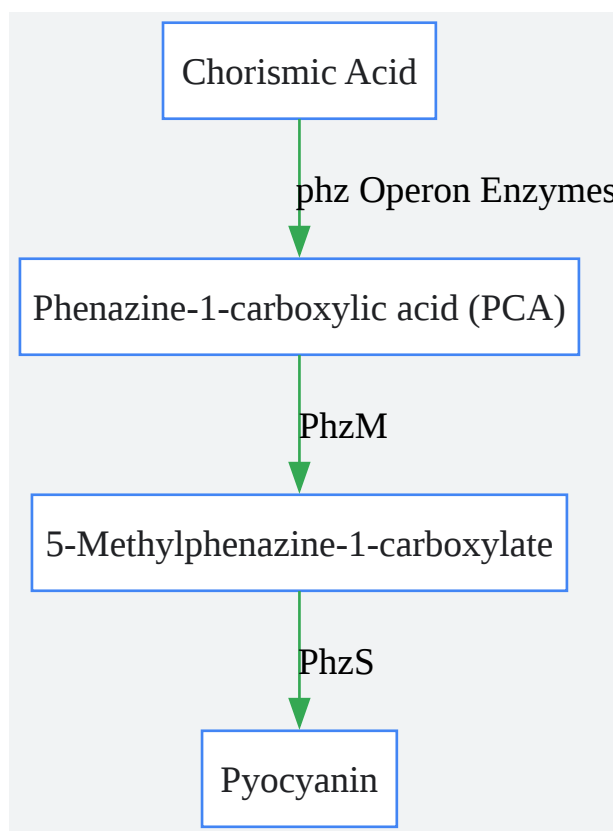 Chorismic Acid
phz Operon Enzymes
Phenazine-1-carboxylic acid (PCA)
PhzM
5-Methylphenazine-1-carboxylate
PhzS
Pyocyanin